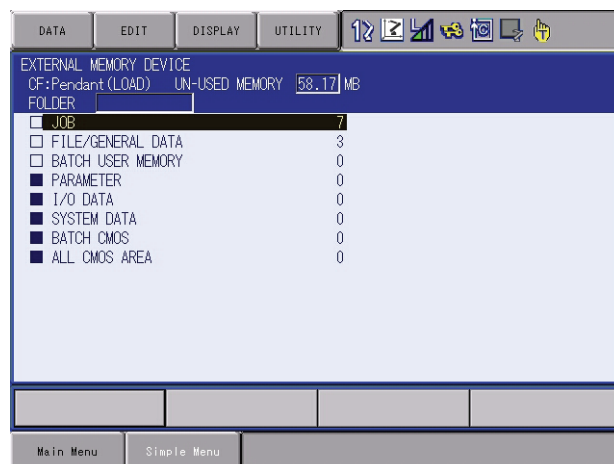 DATA EDIT DISPLAY UTILITY
EXTERNAL MEMORY DEVICE
CF:Pendant(LOAD) UN-USED MEMORY 58.17 MB
FOLDER
JOB 7
FILE/GENERAL DATA 3
BATCH USER MEMORY 0
PARAMETER 0
I/O DATA 0
SYSTEM DATA 0
BATCH CMOS 0
ALL CMOS AREA 0
Main Menu Simple Menu